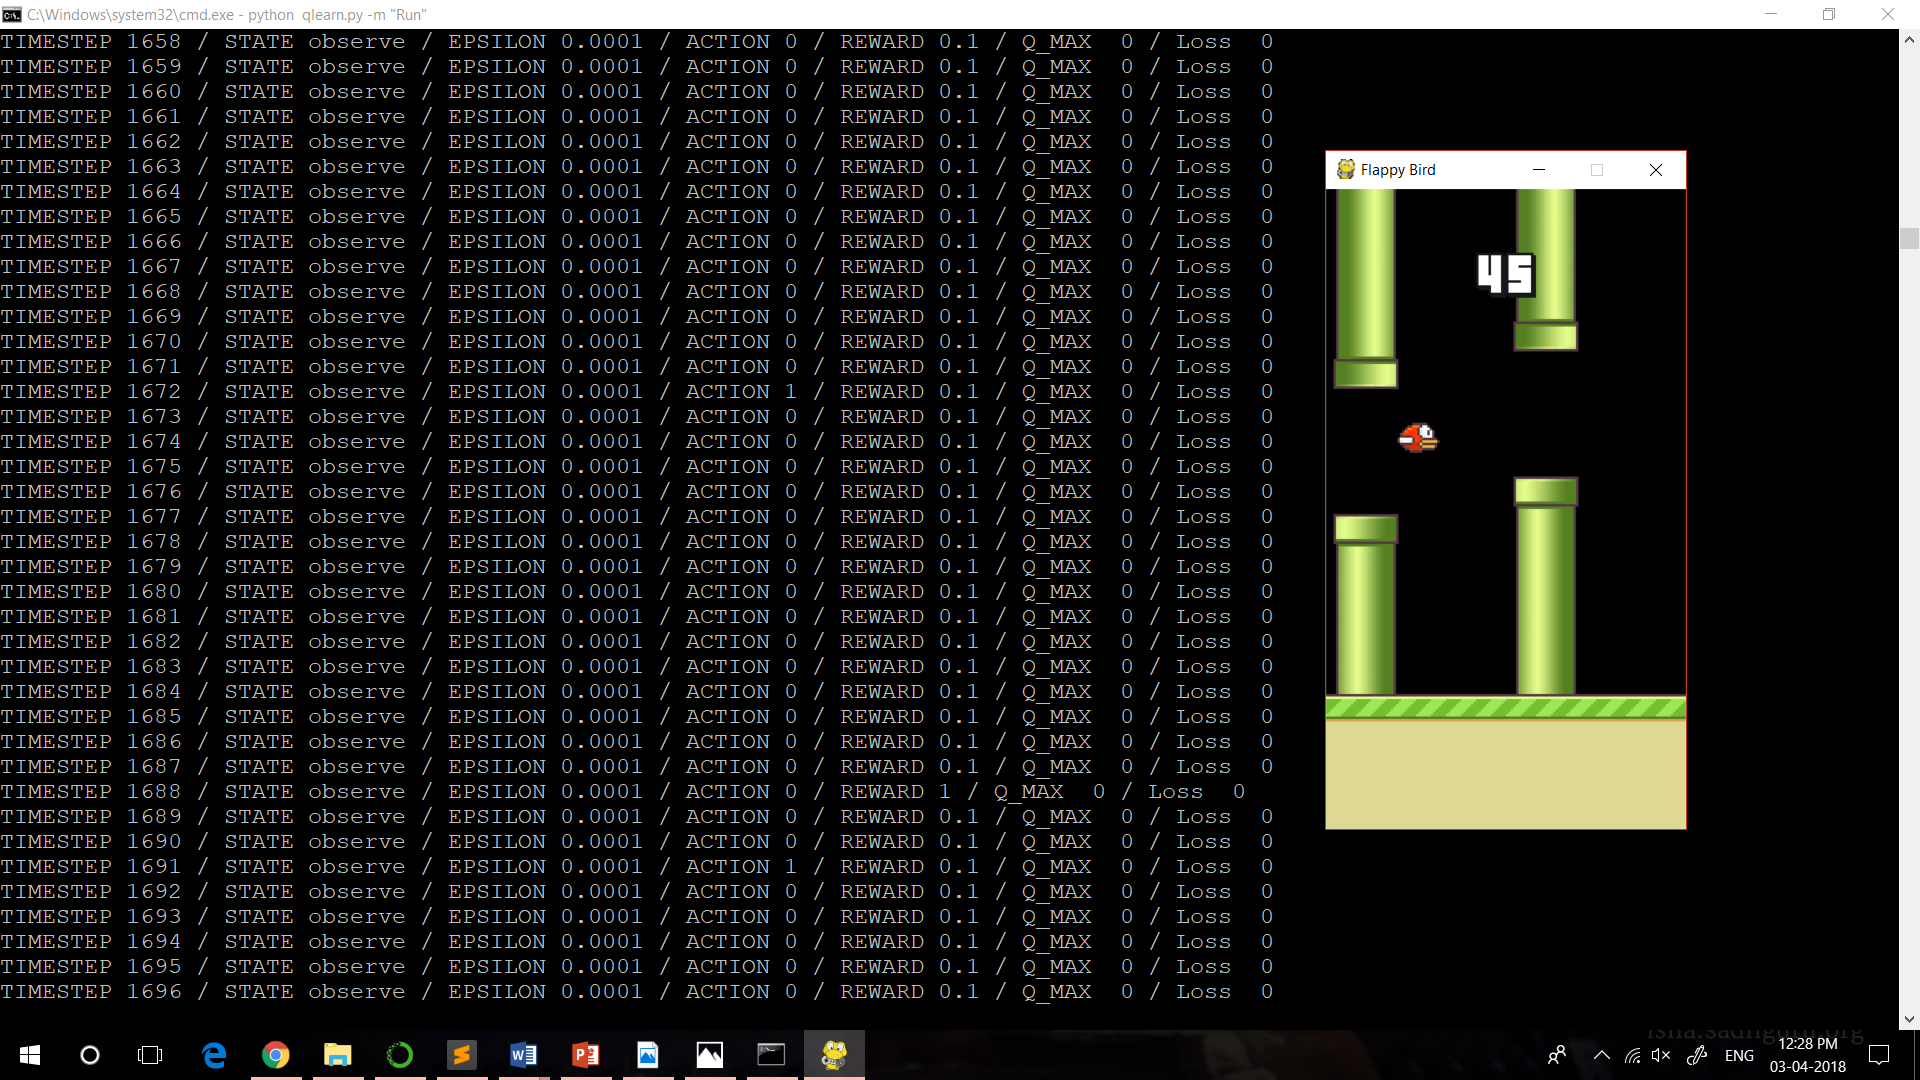 C:\Windows\system32\cmd.exe - python  qlearn.py -m "Run"
TIMESTEP 1658 / STATE observe / EPSILON 0.0001 / ACTION 0 / REWARD 0.1 / Q_MAX  0 / Loss  0
TIMESTEP 1659 / STATE observe / EPSILON 0.0001 / ACTION 0 / REWARD 0.1 / Q_MAX  0 / Loss  0
TIMESTEP 1660 / STATE observe / EPSILON 0.0001 / ACTION 0 / REWARD 0.1 / Q_MAX  0 / Loss  0
TIMESTEP 1661 / STATE observe / EPSILON 0.0001 / ACTION 0 / REWARD 0.1 / Q_MAX  0 / Loss  0
TIMESTEP 1662 / STATE observe / EPSILON 0.0001 / ACTION 0 / REWARD 0.1 / Q_MAX  0 / Loss  0
TIMESTEP 1663 / STATE observe / EPSILON 0.0001 / ACTION 0 / REWARD 0.1 / Q_MAX  0 / Loss  0
TIMESTEP 1664 / STATE observe / EPSILON 0.0001 / ACTION 0 / REWARD 0.1 / Q_MAX  0 / Loss  0
TIMESTEP 1665 / STATE observe / EPSILON 0.0001 / ACTION 0 / REWARD 0.1 / Q_MAX  0 / Loss  0
TIMESTEP 1666 / STATE observe / EPSILON 0.0001 / ACTION 0 / REWARD 0.1 / Q_MAX  0 / Loss  0
TIMESTEP 1667 / STATE observe / EPSILON 0.0001 / ACTION 0 / REWARD 0.1 / Q_MAX  0 / Loss  0
TIMESTEP 1668 / STATE observe / EPSILON 0.0001 / ACTION 0 / REWARD 0.1 / Q_MAX  0 / Loss  0
TIMESTEP 1669 / STATE observe / EPSILON 0.0001 / ACTION 0 / REWARD 0.1 / Q_MAX  0 / Loss  0
TIMESTEP 1670 / STATE observe / EPSILON 0.0001 / ACTION 0 / REWARD 0.1 / Q_MAX  0 / Loss  0
TIMESTEP 1671 / STATE observe / EPSILON 0.0001 / ACTION 0 / REWARD 0.1 / Q_MAX  0 / Loss  0
TIMESTEP 1672 / STATE observe / EPSILON 0.0001 / ACTION 1 / REWARD 0.1 / Q_MAX  0 / Loss  0
TIMESTEP 1673 / STATE observe / EPSILON 0.0001 / ACTION 0 / REWARD 0.1 / Q_MAX  0 / Loss  0
TIMESTEP 1674 / STATE observe / EPSILON 0.0001 / ACTION 0 / REWARD 0.1 / Q_MAX  0 / Loss  0
TIMESTEP 1675 / STATE observe / EPSILON 0.0001 / ACTION 0 / REWARD 0.1 / Q_MAX  0 / Loss  0
TIMESTEP 1676 / STATE observe / EPSILON 0.0001 / ACTION 0 / REWARD 0.1 / Q_MAX  0 / Loss  0
TIMESTEP 1677 / STATE observe / EPSILON 0.0001 / ACTION 0 / REWARD 0.1 / Q_MAX  0 / Loss  0
TIMESTEP 1678 / STATE observe / EPSILON 0.0001 / ACTION 0 / REWARD 0.1 / Q_MAX  0 / Loss  0
TIMESTEP 1679 / STATE observe / EPSILON 0.0001 / ACTION 0 / REWARD 0.1 / Q_MAX  0 / Loss  0
TIMESTEP 1680 / STATE observe / EPSILON 0.0001 / ACTION 0 / REWARD 0.1 / Q_MAX  0 / Loss  0
TIMESTEP 1681 / STATE observe / EPSILON 0.0001 / ACTION 0 / REWARD 0.1 / Q_MAX  0 / Loss  0
TIMESTEP 1682 / STATE observe / EPSILON 0.0001 / ACTION 0 / REWARD 0.1 / Q_MAX  0 / Loss  0
TIMESTEP 1683 / STATE observe / EPSILON 0.0001 / ACTION 0 / REWARD 0.1 / Q_MAX  0 / Loss  0
TIMESTEP 1684 / STATE observe / EPSILON 0.0001 / ACTION 0 / REWARD 0.1 / Q_MAX  0 / Loss  0
TIMESTEP 1685 / STATE observe / EPSILON 0.0001 / ACTION 0 / REWARD 0.1 / Q_MAX  0 / Loss  0
TIMESTEP 1686 / STATE observe / EPSILON 0.0001 / ACTION 0 / REWARD 0.1 / Q_MAX  0 / Loss  0
TIMESTEP 1687 / STATE observe / EPSILON 0.0001 / ACTION 0 / REWARD 0.1 / Q_MAX  0 / Loss  0
TIMESTEP 1688 / STATE observe / EPSILON 0.0001 / ACTION 0 / REWARD 1 / Q_MAX  0 / Loss  0
TIMESTEP 1689 / STATE observe / EPSILON 0.0001 / ACTION 0 / REWARD 0.1 / Q_MAX  0 / Loss  0
TIMESTEP 1690 / STATE observe / EPSILON 0.0001 / ACTION 0 / REWARD 0.1 / Q_MAX  0 / Loss  0
TIMESTEP 1691 / STATE observe / EPSILON 0.0001 / ACTION 1 / REWARD 0.1 / Q_MAX  0 / Loss  0
TIMESTEP 1692 / STATE observe / EPSILON 0.0001 / ACTION 0 / REWARD 0.1 / Q_MAX  0 / Loss  0
TIMESTEP 1693 / STATE observe / EPSILON 0.0001 / ACTION 0 / REWARD 0.1 / Q_MAX  0 / Loss  0
TIMESTEP 1694 / STATE observe / EPSILON 0.0001 / ACTION 0 / REWARD 0.1 / Q_MAX  0 / Loss  0
TIMESTEP 1695 / STATE observe / EPSILON 0.0001 / ACTION 0 / REWARD 0.1 / Q_MAX  0 / Loss  0
TIMESTEP 1696 / STATE observe / EPSILON 0.0001 / ACTION 0 / REWARD 0.1 / Q_MAX  0 / Loss  0
Flappy Bird
45
ENG
12:28 PM
03-04-2018